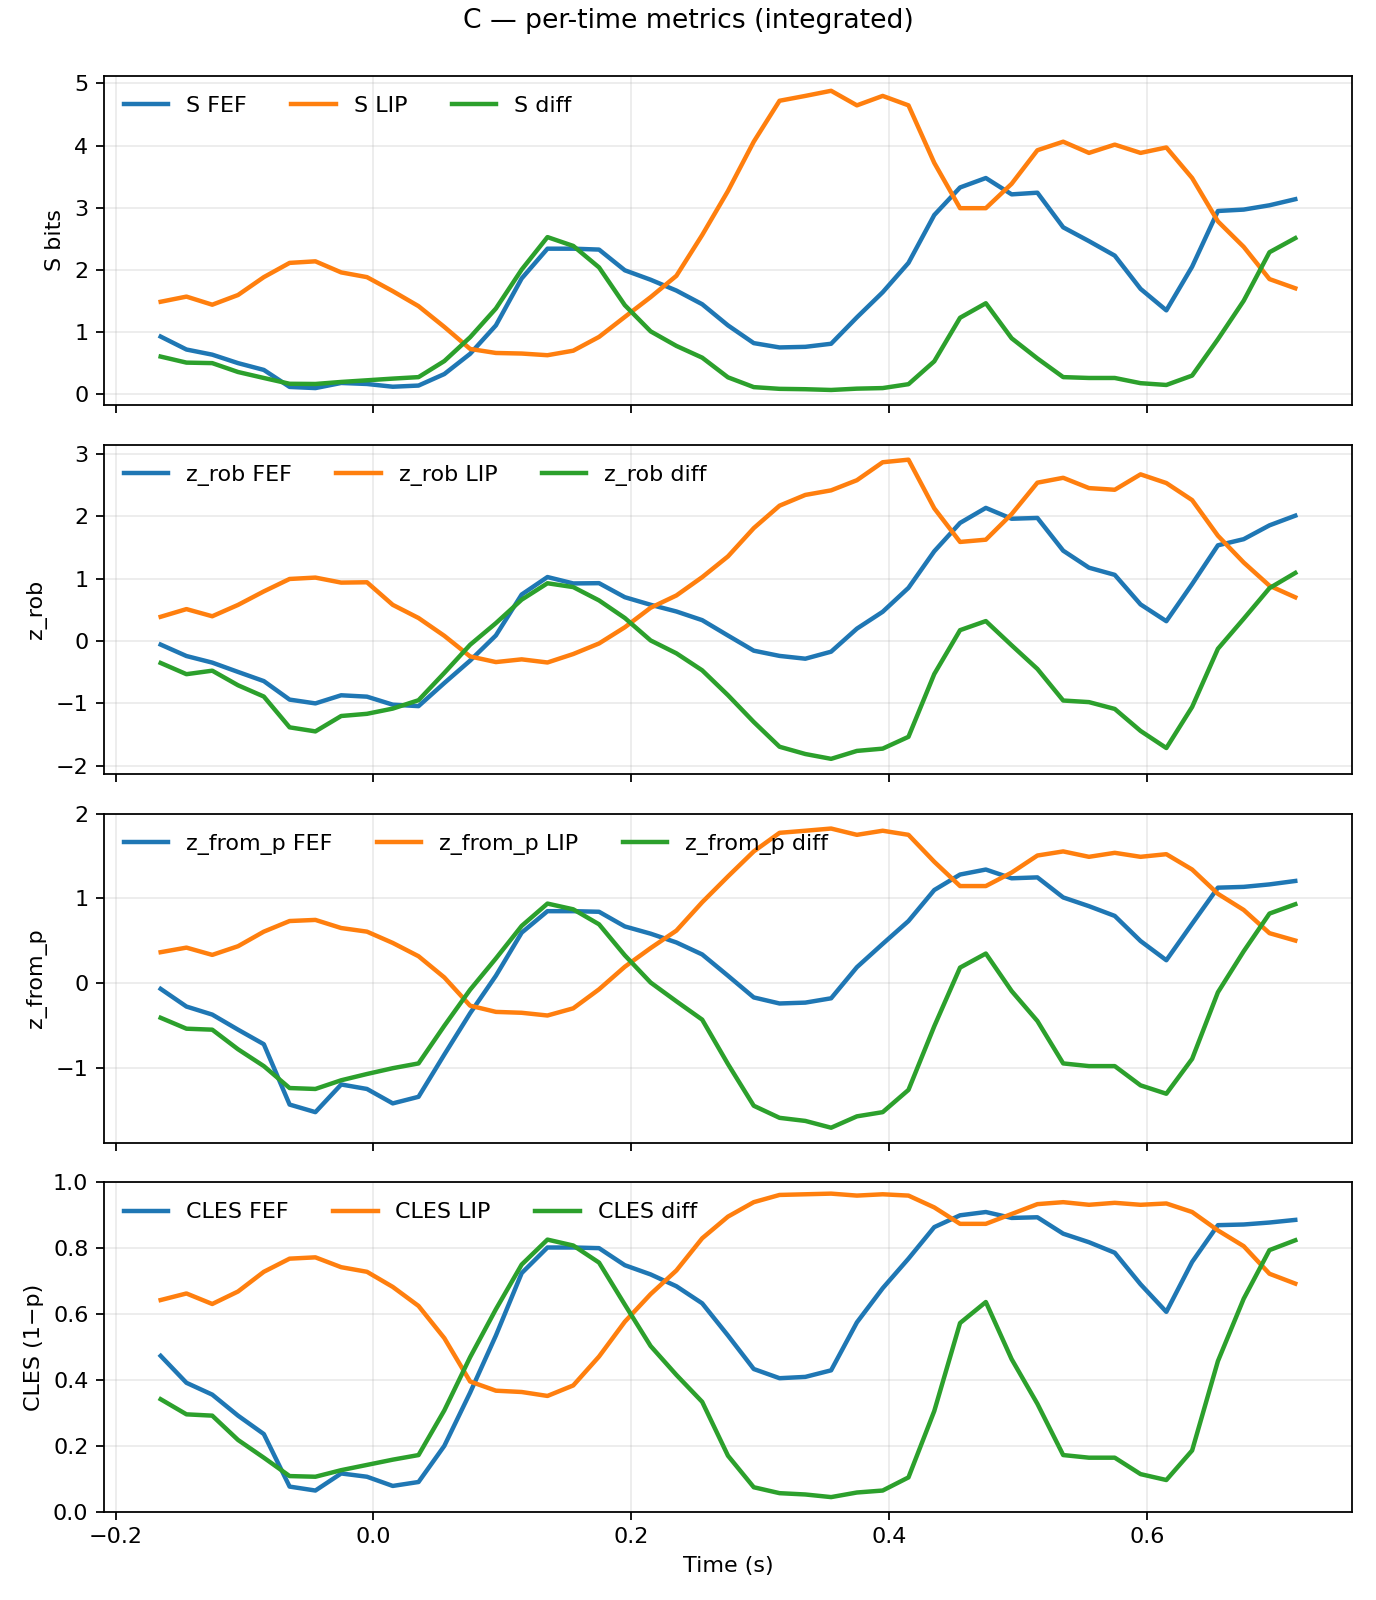 C — per-time metrics (integrated)
S FEF S LIP S diff
5
4
3
2
1
0
S bits
z_rob FEF z_rob LIP z_rob diff
3
2
1
0
−1
−2
z_rob
z_from_p FEF z_from_p LIP z_from_p diff
2
1
0
−1
z_from_p
CLES FEF CLES LIP CLES diff
1.0
0.8
0.6
0.4
0.2
0.0
CLES (1−p)
−0.2 0.0 0.2 0.4 0.6
Time (s)